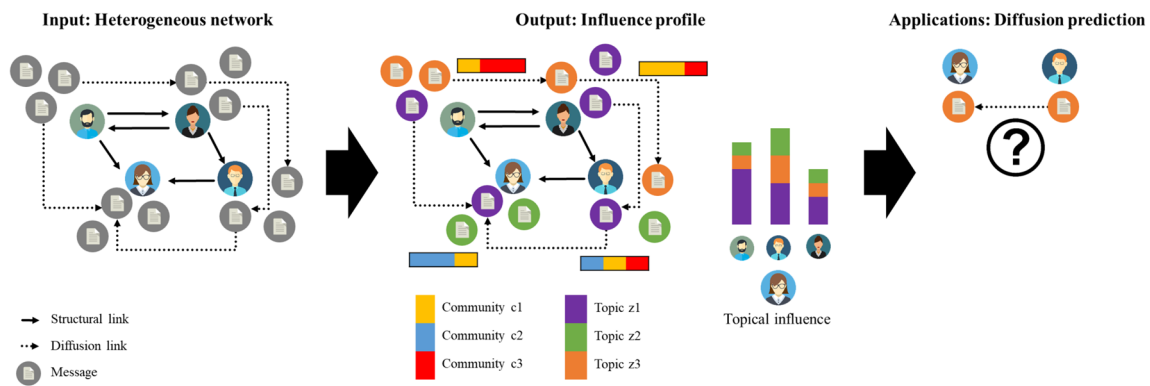 Input: Heterogeneous network
Output: Influence profile
Applications: Diffusion prediction
?
Structural link
Diffusion link
Message
Community c1
Community c2
Community c3
Topic z1
Topic z2
Topic z3
Topical influence